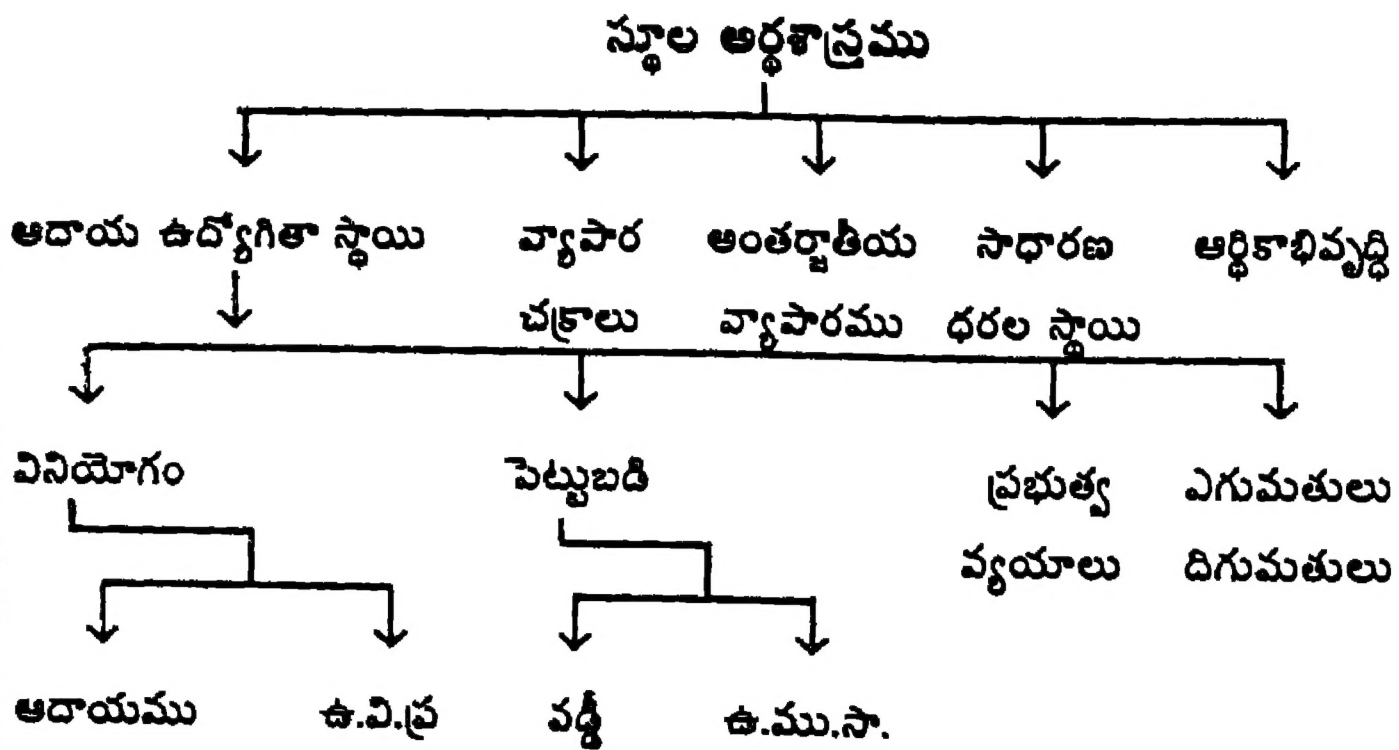 స్థూల అర్థశాస్త్రము
ఆదాయ ఉద్యోగితా స్థాయి
వ్యాపార
చక్రాలు
అంతర్జాతీయ
వ్యాపారము
సాధారణ
ధరల స్థాయి
ఆర్థికాభివృద్ధి
వినియోగం
పెట్టుబడి
ప్రభుత్వ
వ్యయాలు
ఎగుమతులు
దిగుమతులు
ఆదాయము
ఉ.వి.ప్ర
వడ్డీ
ఉ.ము.సా.